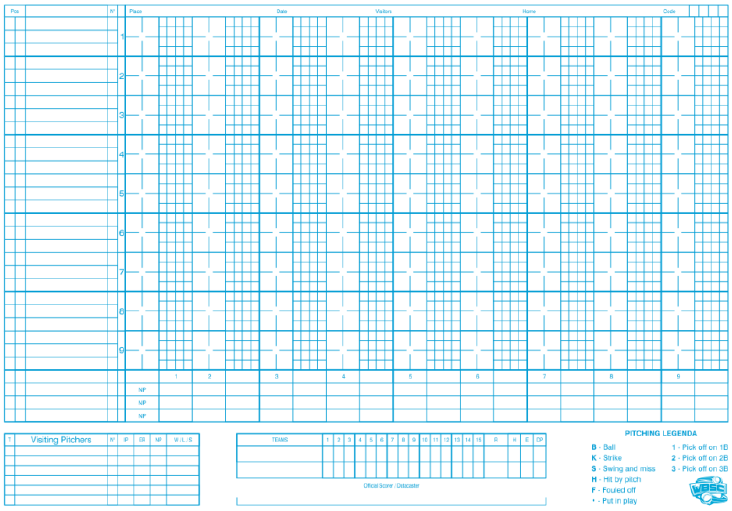 Pos N° Place Date Visitors Home Code
1
2
3
4
5
6
7
8
9
1 2 3 4 5 6 7 8 9
NP
NP
NP
T Visiting Pitchers N° IP EB NP W / L / S
TEAMS 1 2 3 4 5 6 7 8 9 10 11 12 13 14 15 R H E DP
Official Scorer / Datacaster
PITCHING LEGENDA
B - Ball 1 - Pick off on 1B
K - Strike 2 - Pick off on 2B
S - Swing and miss 3 - Pick off on 3B
H - Hit by pitch
F - Fouled off
• - Put in play
WBSC